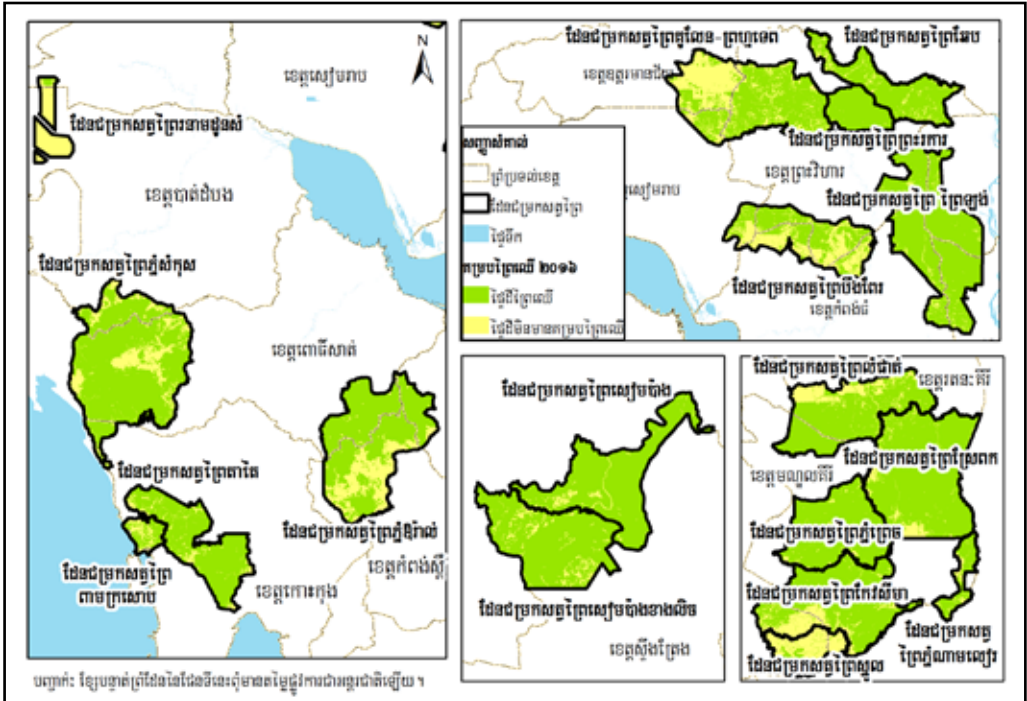 N
ខេត្តសៀមរាប
ដែនជម្រកសត្វព្រៃរនាមដូនសំ
ខេត្តបាត់ដំបង
ដែនជម្រកសត្វព្រៃភ្នំសំកុស
ខេត្តពោធិ៍សាត់
ដែនជម្រកសត្វព្រៃតាតៃ
ដែនជម្រកសត្វព្រៃភ្នំឱរ៉ាល់
ដែនជម្រកសត្វព្រៃ
ពាមក្រសោប
ខេត្តកោះកុង
ខេត្តកំពង់ស្ពឺ
ដែនជម្រកសត្វព្រៃគូលែន-ព្រហ្មទេព
ដែនជម្រកសត្វព្រៃឆែប
ខេត្តឧត្តរមានជ័យ
សញ្ញាសំគាល់
ព្រំប្រទល់ខេត្ត
ដែនជម្រកសត្វព្រៃ
ផ្ទៃទឹក
គម្របព្រៃឈើ ២០១៦
ផ្ទៃដីព្រៃឈើ
ផ្ទៃដីមិនមានគម្របព្រៃឈើ
ដែនជម្រកសត្វព្រៃព្រះរការ
ខេត្តព្រះវិហារ
សៀមរាប
ដែនជម្រកសត្វព្រៃ ព្រៃឡង់
ដែនជម្រកសត្វព្រៃបឹងពែរ
ខេត្តកំពង់ធំ
ដែនជម្រកសត្វព្រៃសៀមប៉ាង
ដែនជម្រកសត្វព្រៃសៀមប៉ាងខាងលិច
ខេត្តស្ទឹងត្រែង
ដែនជម្រកសត្វព្រៃលំផាត់
ខេត្តរតនៈគីរី
ដែនជម្រកសត្វព្រៃស្រែពក
ខេត្តមណ្ឌលគីរី
ដែនជម្រកសត្វព្រៃភ្នំព្រេច
ដែនជម្រកសត្វព្រៃកែវសីមា
ដែនជម្រកសត្វ
ព្រៃភ្នំណាមលៀរ
ដែនជម្រកសត្វព្រៃស្នួល
បញ្ជាក់៖ ខ្សែបន្ទាត់ព្រំដែននៃផែនទីនេះពុំមានតម្លៃផ្លូវការជាអន្តរជាតិឡើយ។